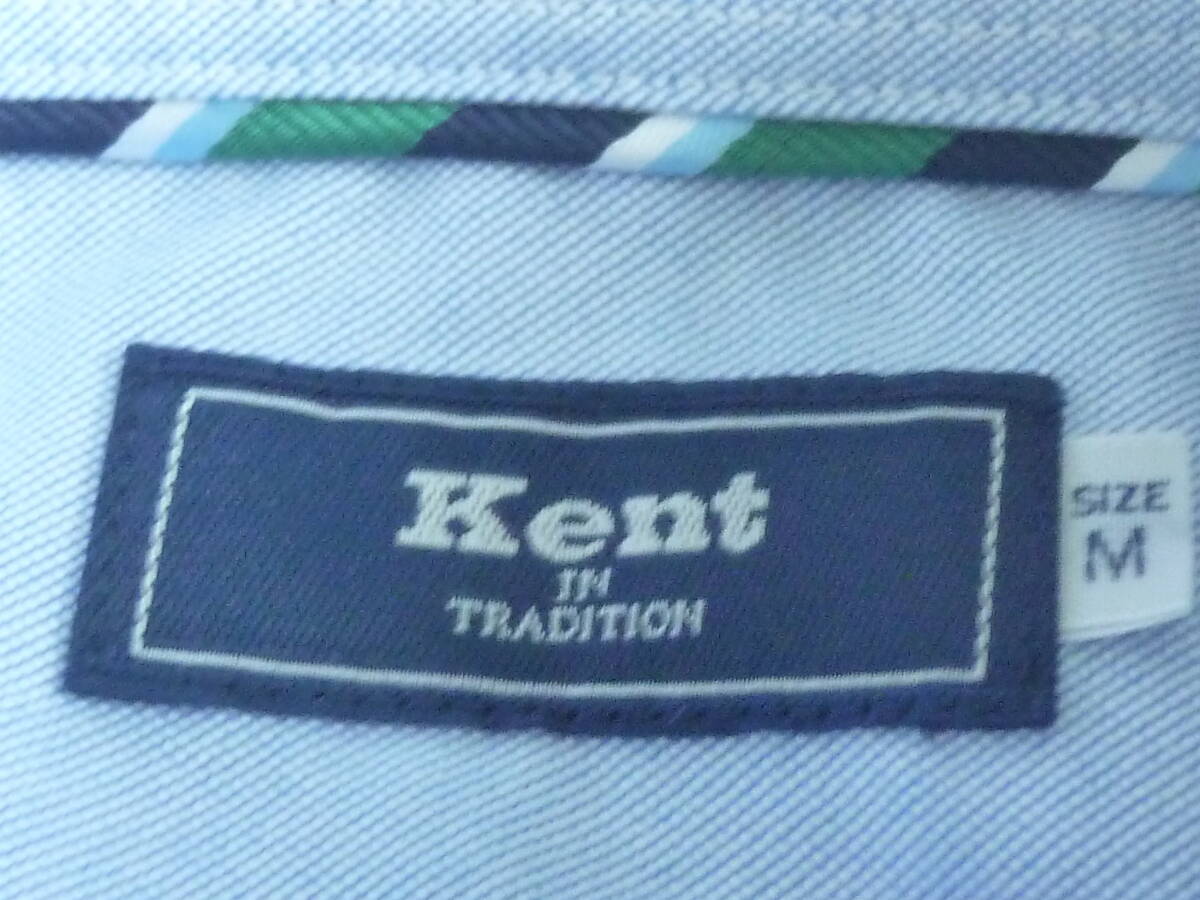 Kent
IN
TRADITION
SIZE
M